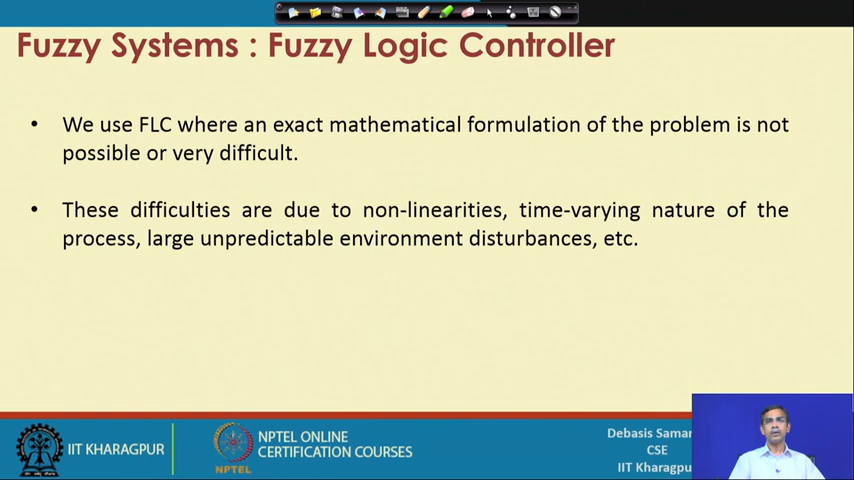 Fuzzy Systems : Fuzzy Logic Controller
• We use FLC where an exact mathematical formulation of the problem is not
possible or very difficult.
• These difficulties are due to non-linearities, time-varying nature of the
process, large unpredictable environment disturbances, etc.
IIT KHARAGPUR
NPTEL
NPTEL ONLINE
CERTIFICATION COURSES
Debasis Saman
CSE
IIT Kharagpu